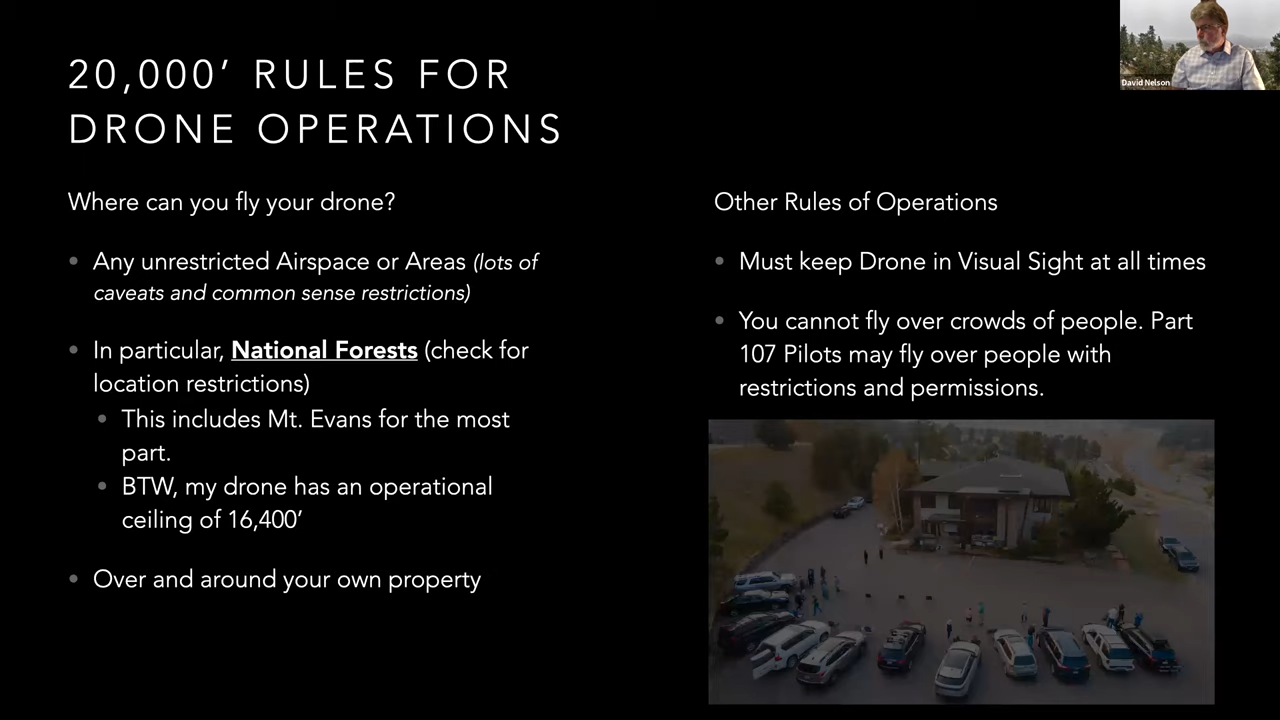 20,000’ RULES FOR
DRONE OPERATIONS
David Nelson
Where can you fly your drone?
• Any unrestricted Airspace or Areas (lots of
caveats and common sense restrictions)
• In particular, National Forests (check for
location restrictions)
• This includes Mt. Evans for the most
part.
• BTW, my drone has an operational
ceiling of 16,400’
• Over and around your own property
Other Rules of Operations
• Must keep Drone in Visual Sight at all times
• You cannot fly over crowds of people. Part
107 Pilots may fly over people with
restrictions and permissions.